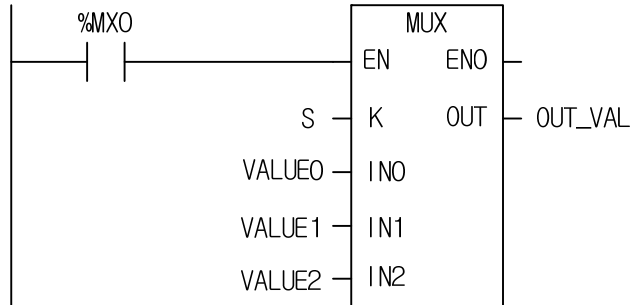 %MX0 MUX
EN ENO
S K OUT OUT_VAL
VALUE0 IN0
VALUE1 IN1
VALUE2 IN2